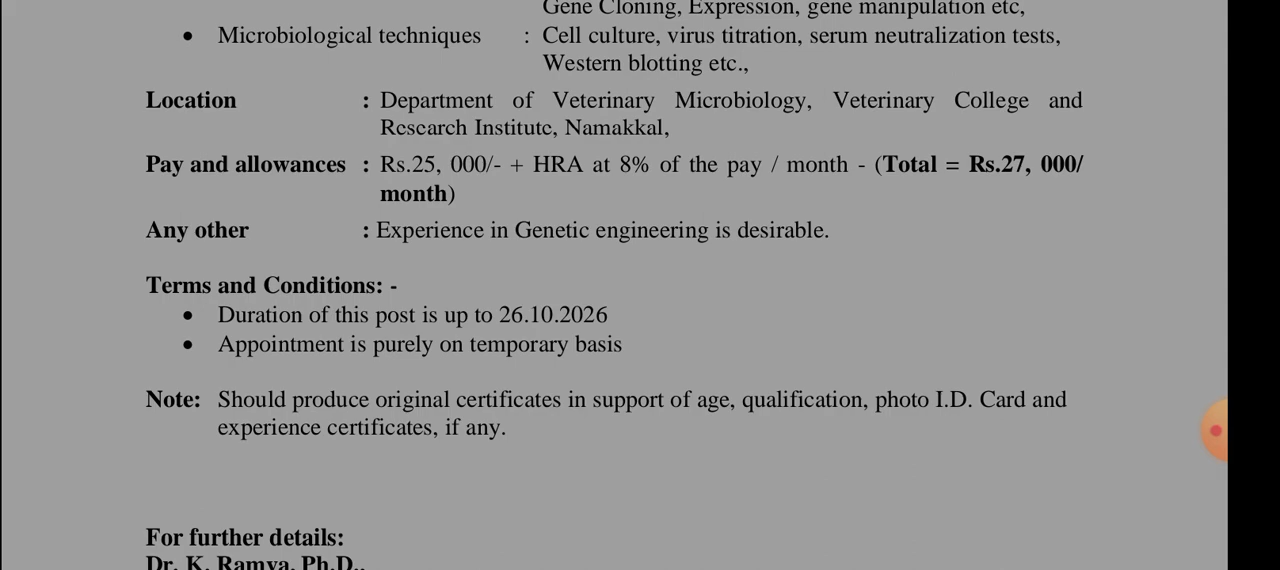 Gene Cloning, Expression, gene manipulation etc,
• Microbiological techniques : Cell culture, virus titration, serum neutralization tests,
Western blotting etc.,
Location : Department of Veterinary Microbiology, Veterinary College and
Research Institute, Namakkal,
Pay and allowances : Rs.25, 000/- + HRA at 8% of the pay / month - (Total = Rs.27, 000/
month)
Any other : Experience in Genetic engineering is desirable.
Terms and Conditions: -
• Duration of this post is up to 26.10.2026
• Appointment is purely on temporary basis
Note: Should produce original certificates in support of age, qualification, photo I.D. Card and
experience certificates, if any.
For further details:
Dr. K. Ramya, Ph.D.,